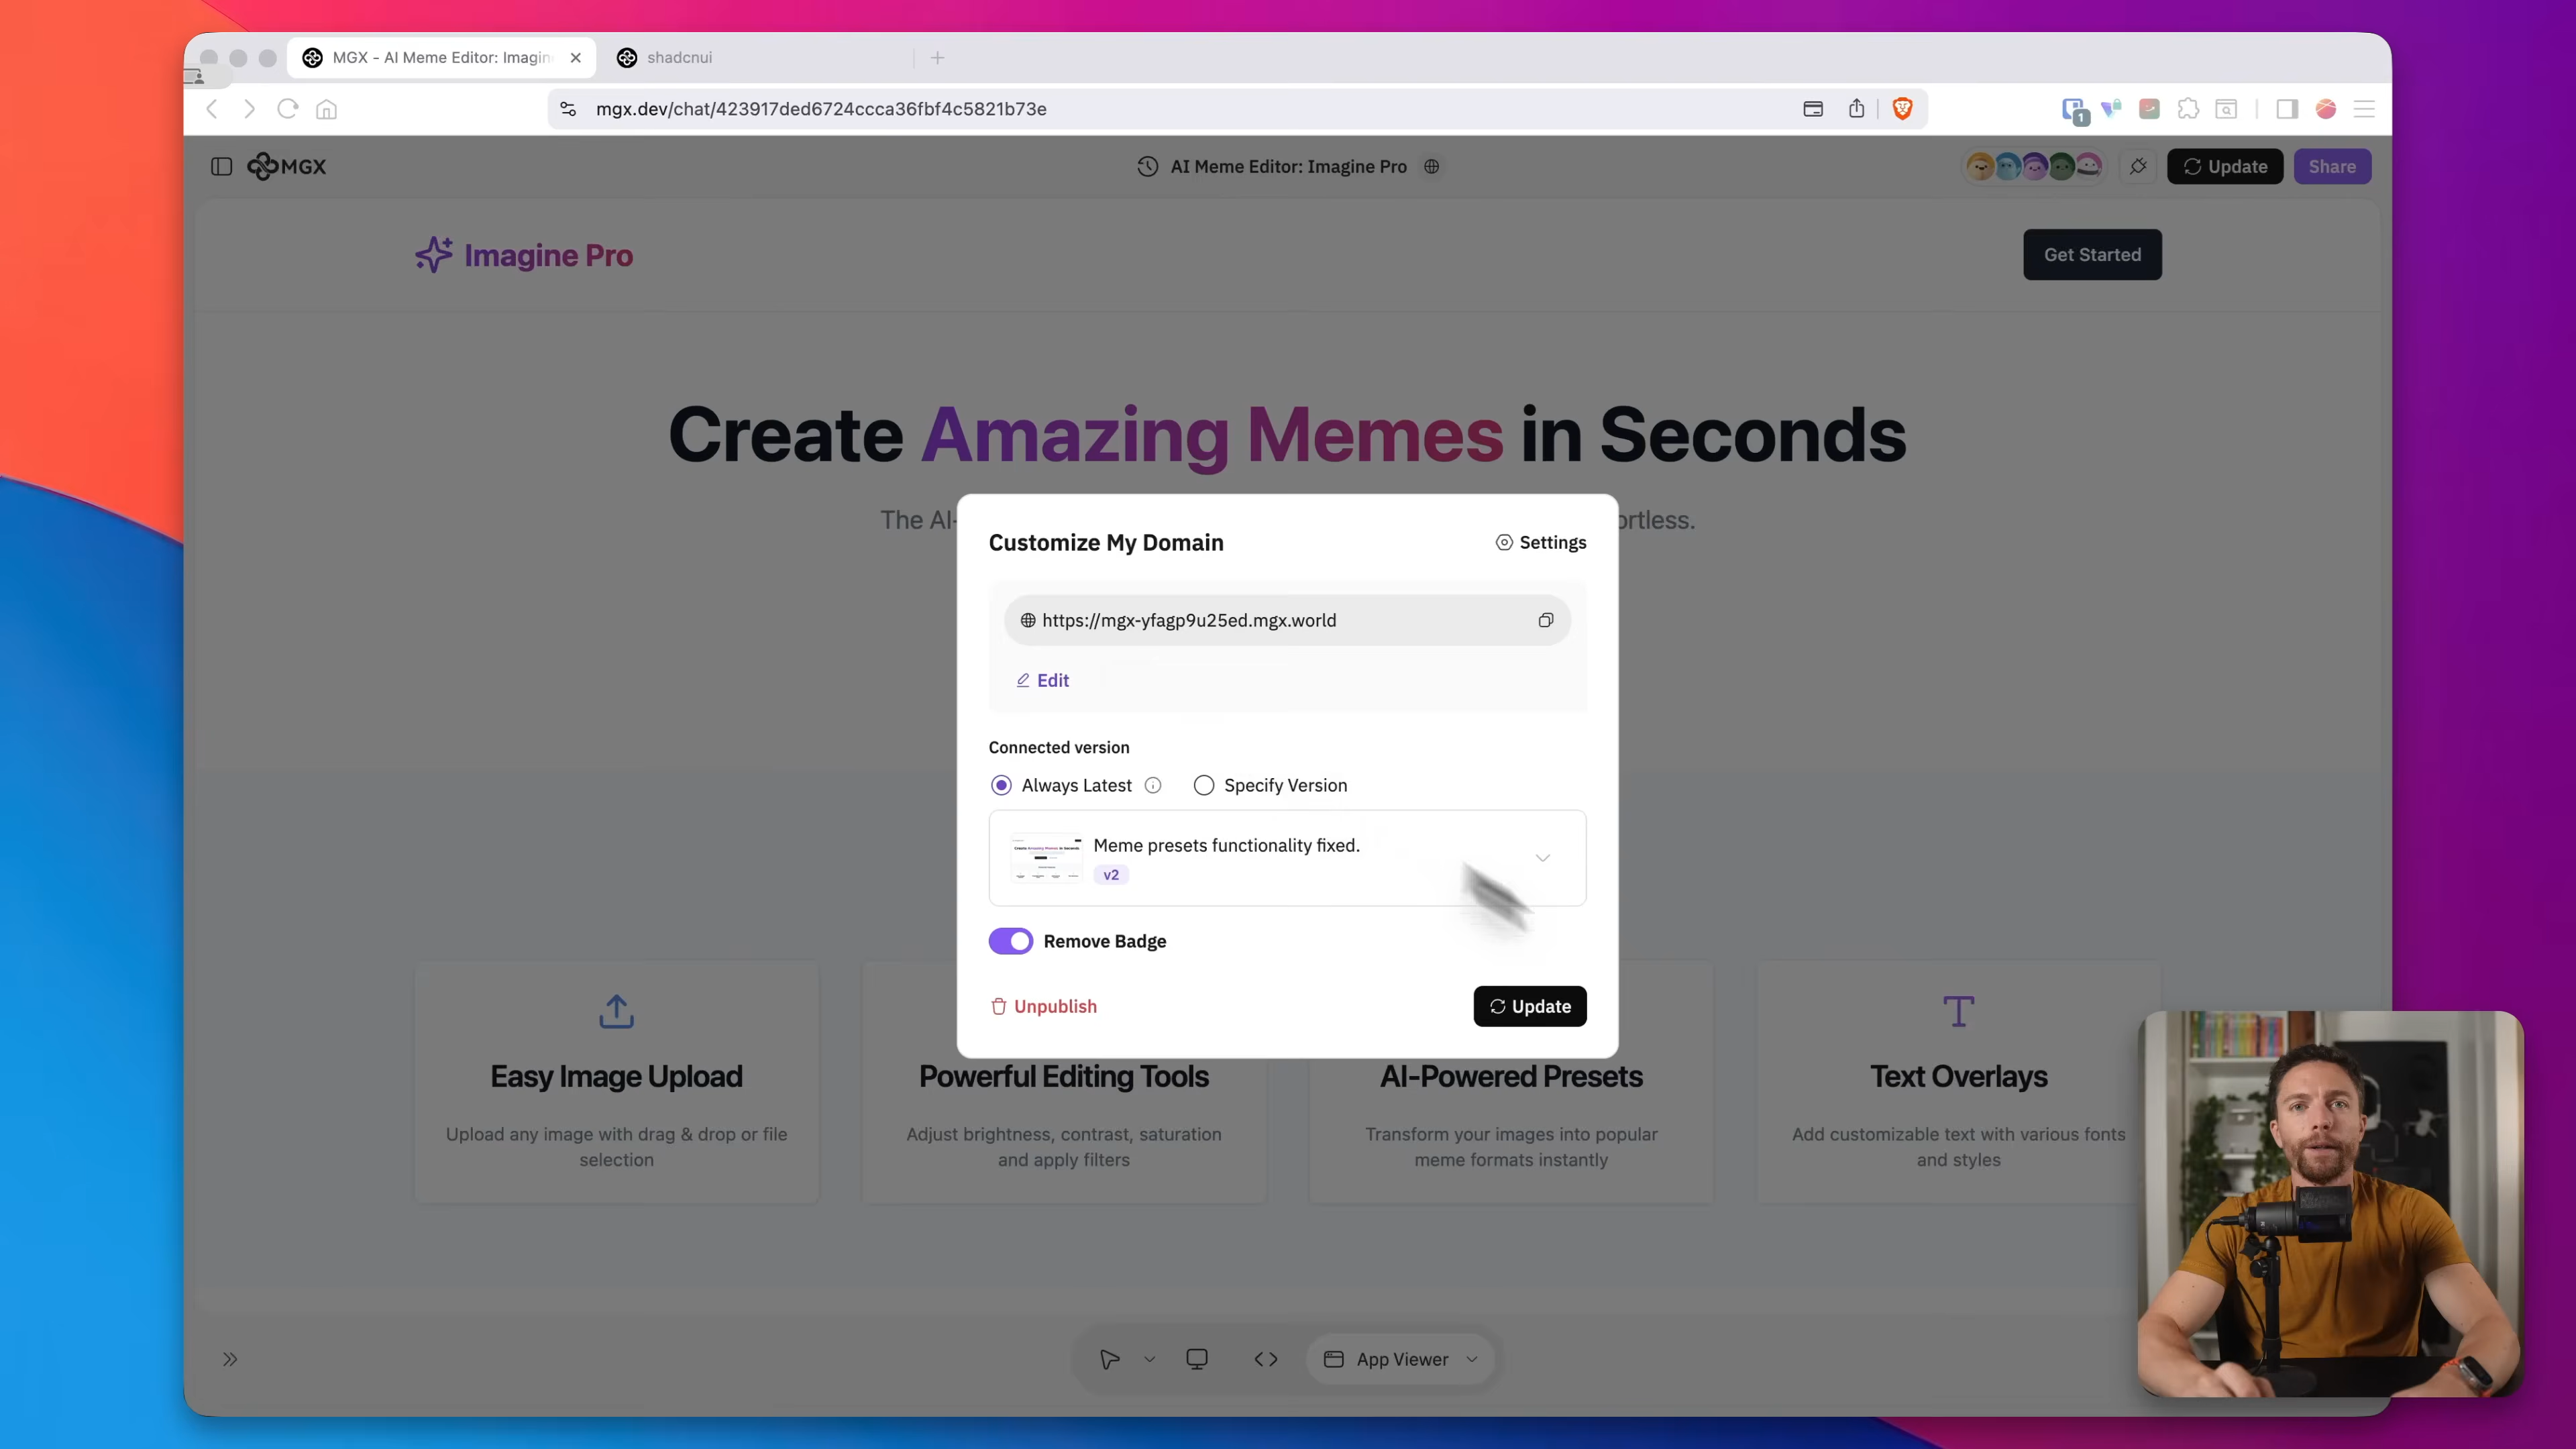 MGX - AI Meme Editor: Imagin
shadcnui
mgx.dev/chat/423917ded6724ccca36fbf4c5821b73e
1
MGX
AI Meme Editor: Imagine Pro
Update
Share
Imagine Pro
Get Started
Create Amazing Memes in Seconds
The AI-
ortless.
Customize My Domain
Settings
https://mgx-yfagp9u25ed.mgx.world
Edit
Connected version
Always Latest
Specify Version
Meme presets functionality fixed.
v2
Remove Badge
Unpublish
Update
Easy Image Upload
Upload any image with drag & drop or file
selection
Powerful Editing Tools
Adjust brightness, contrast, saturation
and apply filters
AI-Powered Presets
Transform your images into popular
meme formats instantly
Text Overlays
Add customizable text with various fonts
and styles
App Viewer